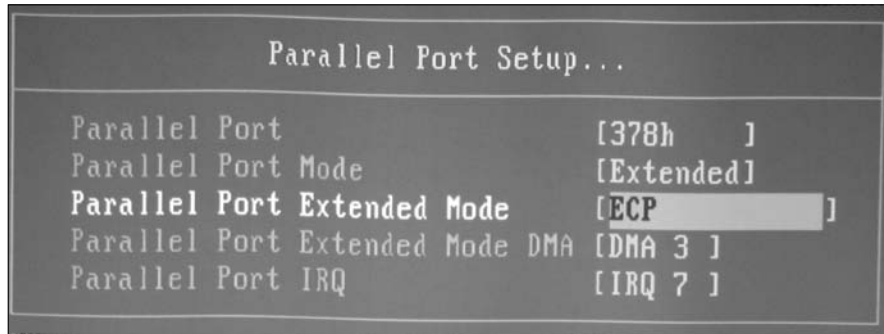 Parallel Port Setup...
Parallel Port [378h ]
Parallel Port Mode [Extended]
Parallel Port Extended Mode [ECP ]
Parallel Port Extended Mode DMA [DMA 3 ]
Parallel Port IRQ [IRQ 7 ]